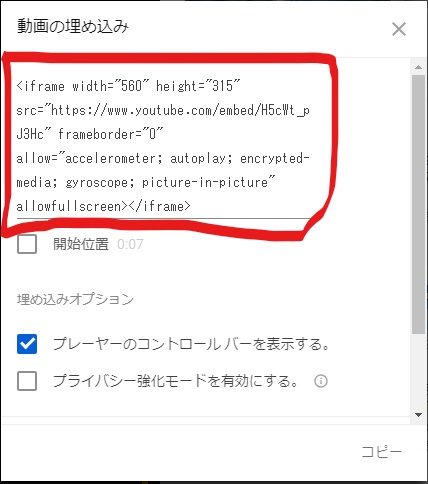 動画の埋め込み
<iframe width="560" height="315"
src="https://www.youtube.com/embed/H5cWt_p
J3Hc" frameborder="0"
allow="accelerometer; autoplay; encrypted-
media; gyroscope; picture-in-picture"
allowfullscreen></iframe>
開始位置 0:07
埋め込みオプション
プレーヤーのコントロール バーを表示する。
プライバシー強化モードを有効にする。
コピー